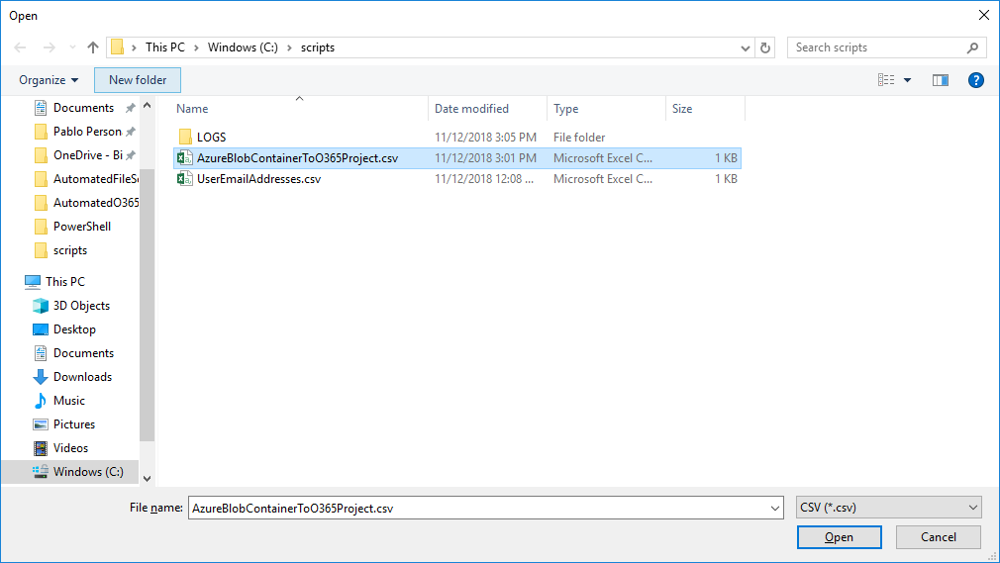 Open
This PC > Windows (C:) > scripts
Search scripts
Organize
New folder
?
Name Date modified Type Size
Documents
Pablo Person
OneDrive - Bi
AutomatedFileS
AutomatedO365
PowerShell
scripts
This PC
3D Objects
Desktop
Documents
Downloads
Music
Pictures
Videos
Windows (C:)
LOGS 11/12/2018 3:05 PM File folder
AzureBlobContainerToO365Project.csv 11/12/2018 3:01 PM Microsoft Excel C... 1 KB
UserEmailAddresses.csv 11/12/2018 12:08 ... Microsoft Excel C... 1 KB
File name: AzureBlobContainerToO365Project.csv CSV (*.csv)
Open Cancel